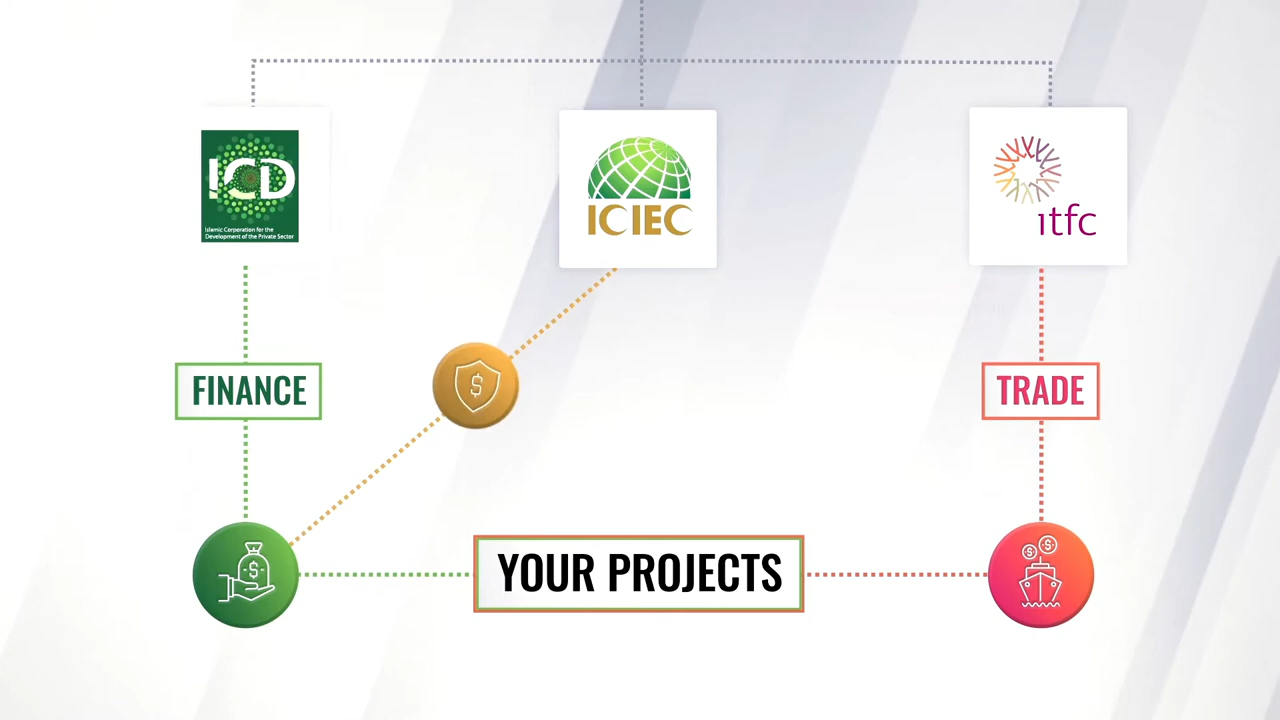 ICD
Islamic Corporation for the
Development of the Private Sector
ICIEC
itfc
FINANCE
$
TRADE
$
$ $
YOUR PROJECTS